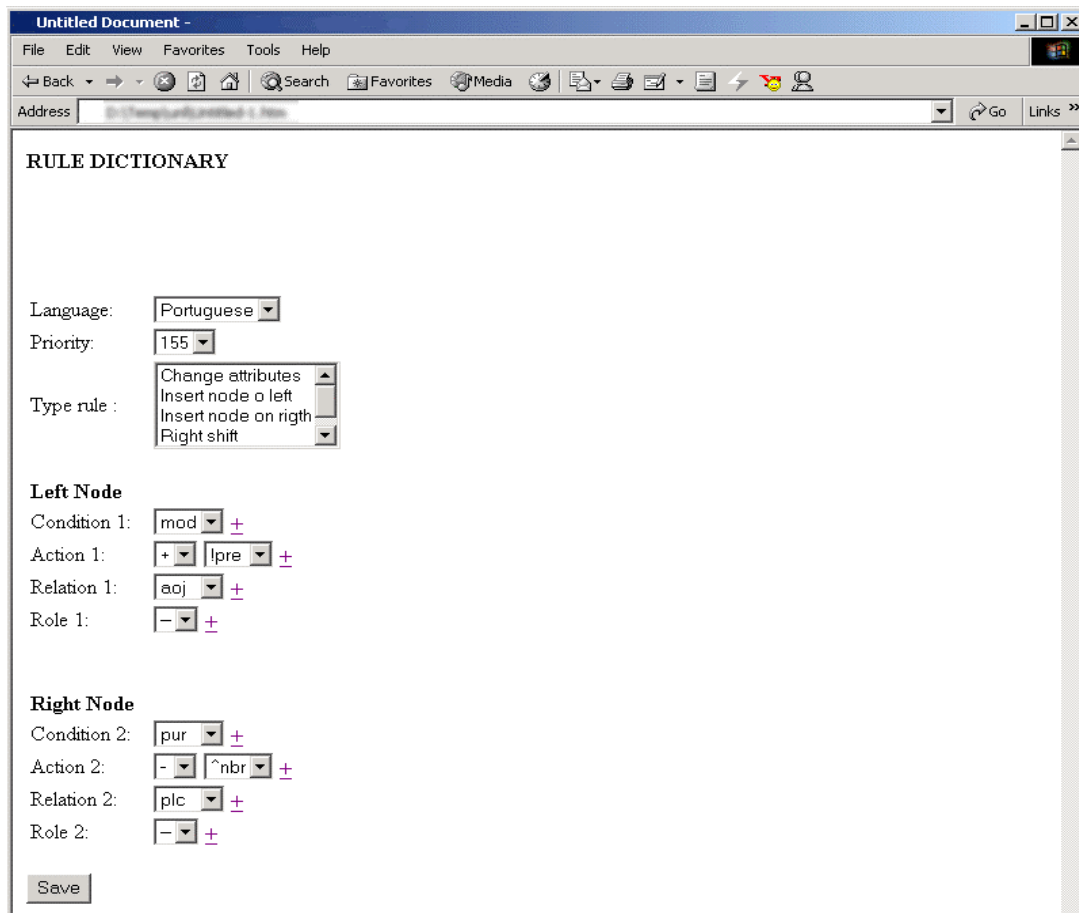 Untitled Document -
File Edit View Favorites Tools Help
Back Search Favorites Media
Address Go Links »
RULE DICTIONARY
Language: Portuguese
Priority: 155
Type rule : Change attributes
Insert node o left
Insert node on rigth
Right shift
Left Node
Condition 1: mod +
Action 1: + !pre +
Relation 1: aoj +
Role 1: – +
Right Node
Condition 2: pur +
Action 2: - ^nbr +
Relation 2: plc +
Role 2: – +
Save